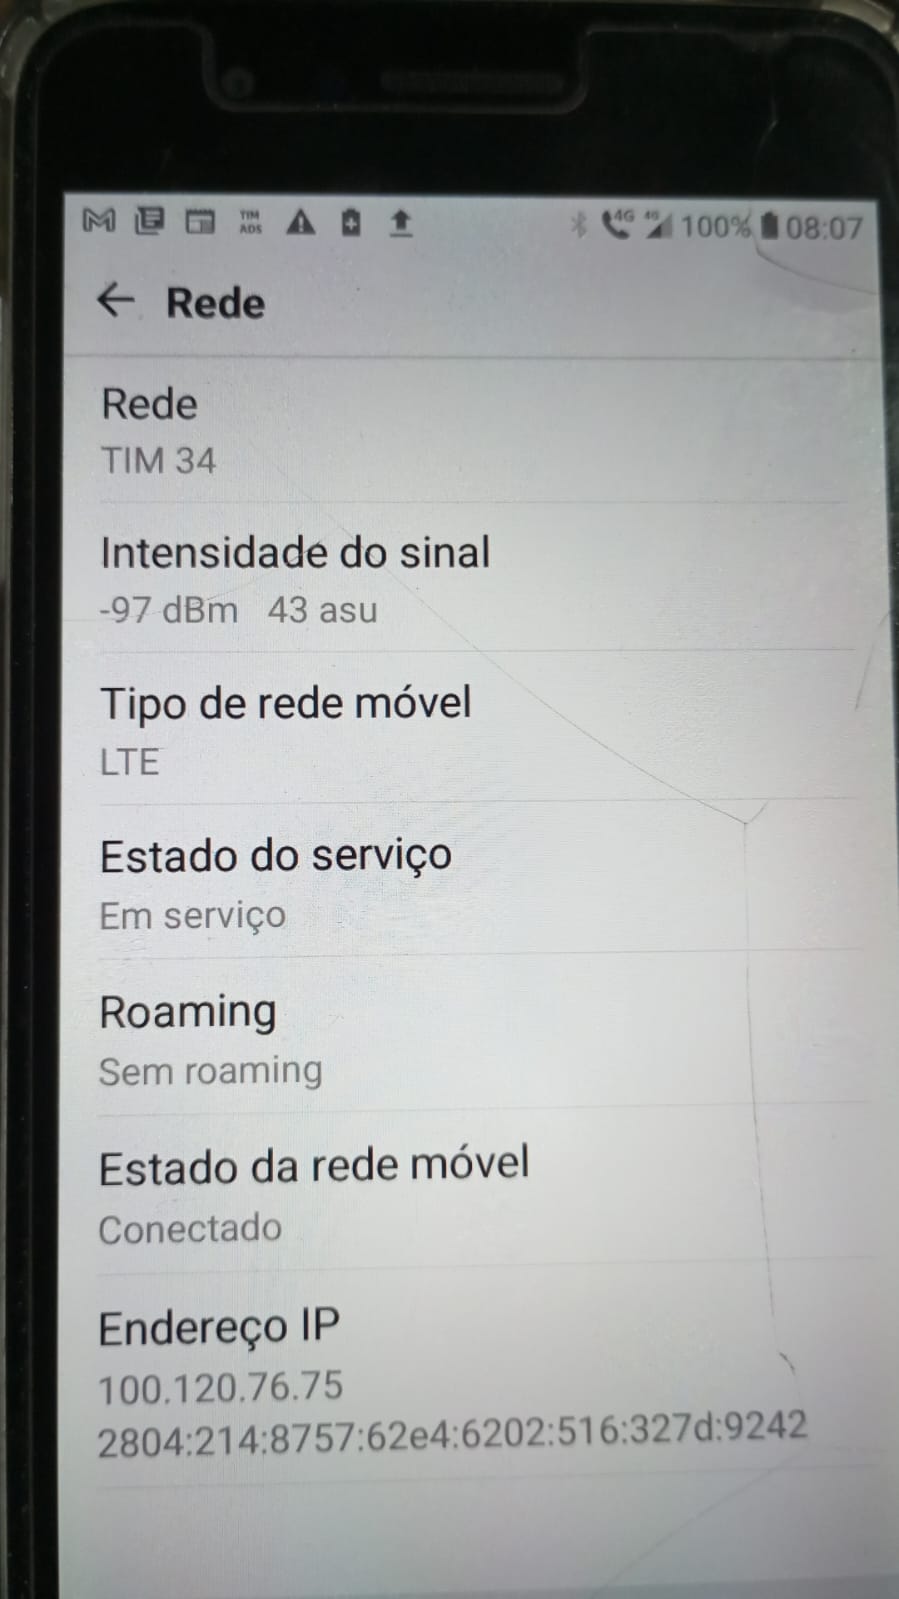 TIM
ADS
4G
4G
100%
08:07
Rede
Rede
TIM 34
Intensidade do sinal
-97 dBm 43 asu
Tipo de rede móvel
LTE
Estado do serviço
Em serviço
Roaming
Sem roaming
Estado da rede móvel
Conectado
Endereço IP
100.120.76.75
2804:214:8757:62e4:6202:516:327d:9242